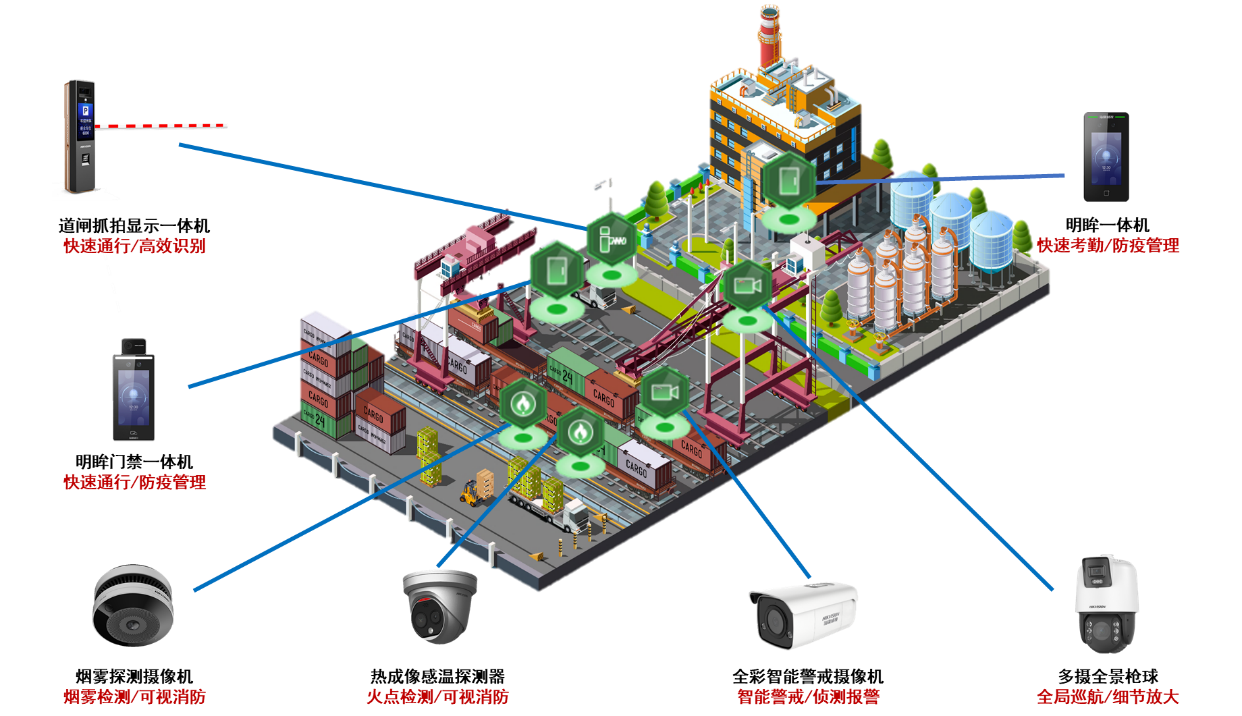 P
道闸抓拍显示一体机
快速通行/高效识别
明眸一体机
快速考勤/防疫管理
CARGO
CARGO
24
CARGO
24
CARGO
CARGO
CARGO
CARGO
明眸门禁一体机
快速通行/防疫管理
HIKVISION
烟雾探测摄像机
烟雾检测/可视消防
热成像感温探测器
火点检测/可视消防
全彩智能警戒摄像机
智能警戒/侦测报警
多摄全景枪球
全局巡航/细节放大